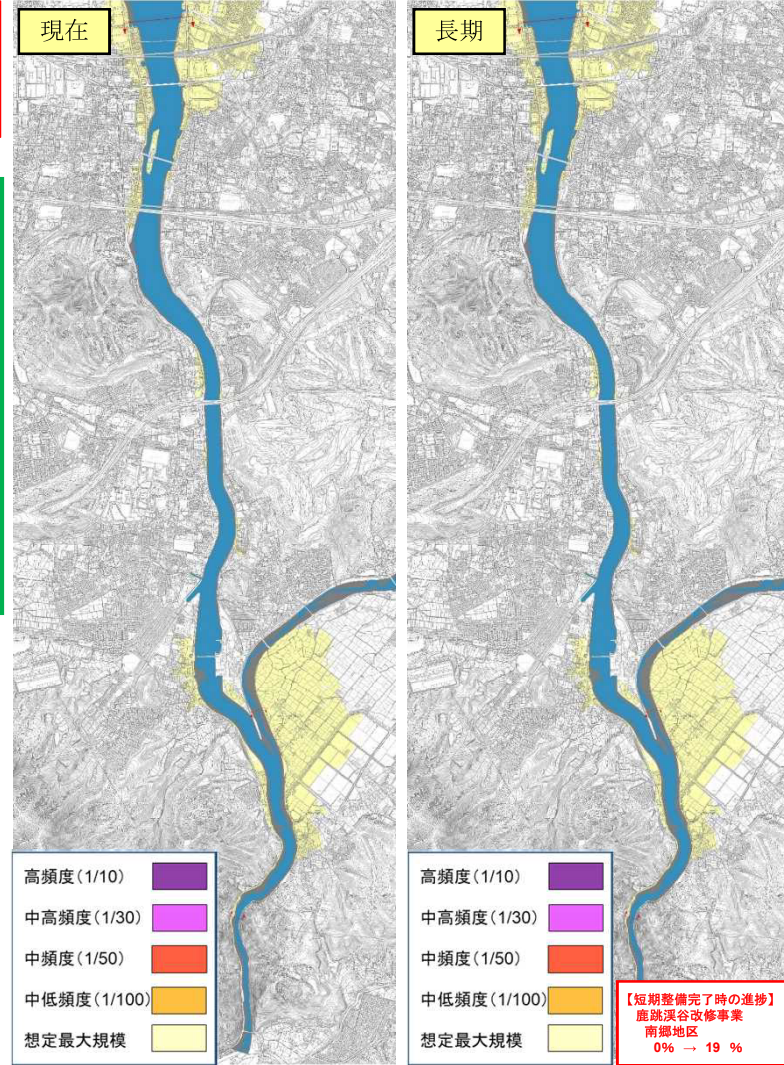 現在
高頻度(1/10)
中高頻度(1/30)
中頻度(1/50)
中低頻度(1/100)
想定最大規模
長期
高頻度(1/10)
中高頻度(1/30)
中頻度(1/50)
中低頻度(1/100)
想定最大規模
【短期整備完了時の進捗】
鹿跳渓谷改修事業
南郷地区
0% → 19 %